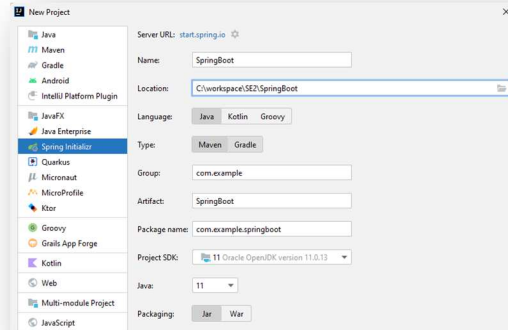 New Project
Java
Maven
Gradle
Android
IntelliJ Platform Plugin
JavaFX
Java Enterprise
Spring Initializr
Quarkus
Micronaut
MicroProfile
Ktor
Groovy
Grails App Forge
Kotlin
Web
Multi-module Project
JavaScript
Server URL: start.spring.io
Name: SpringBoot
Location: C:\workspace\SE2\SpringBoot
Language: Java Kotlin Groovy
Type: Maven Gradle
Group: com.example
Artifact: SpringBoot
Package name: com.example.springboot
Project SDK: 11 Oracle OpenJDK version 11.0.13
Java: 11
Packaging: Jar War